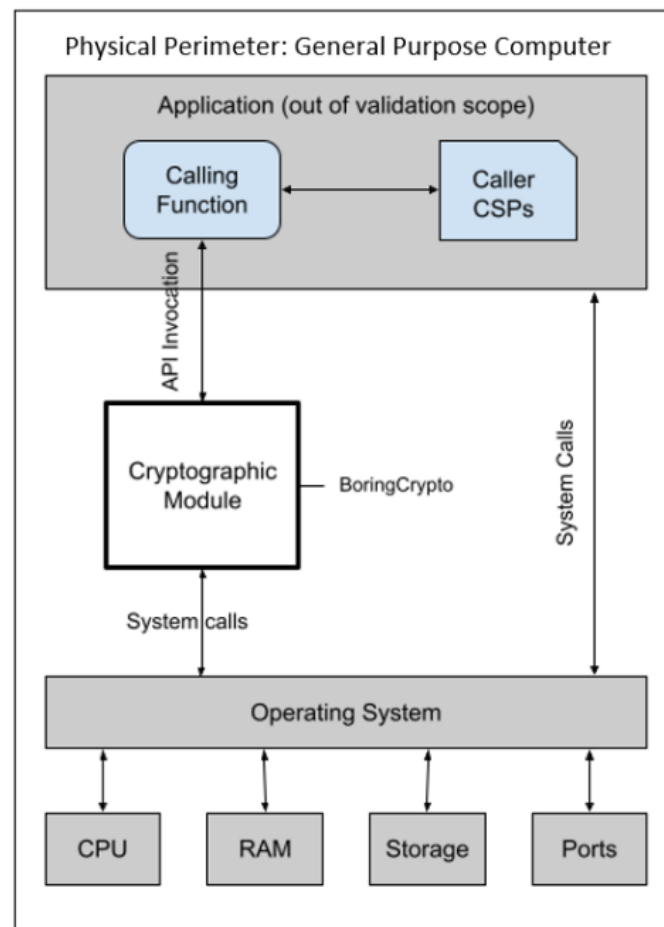 Physical Perimeter: General Purpose Computer
Application (out of validation scope)
Calling
Function
Caller
CSPs
API Invocation
Cryptographic
Module
BoringCrypto
System Calls
System calls
Operating System
CPU
RAM
Storage
Ports